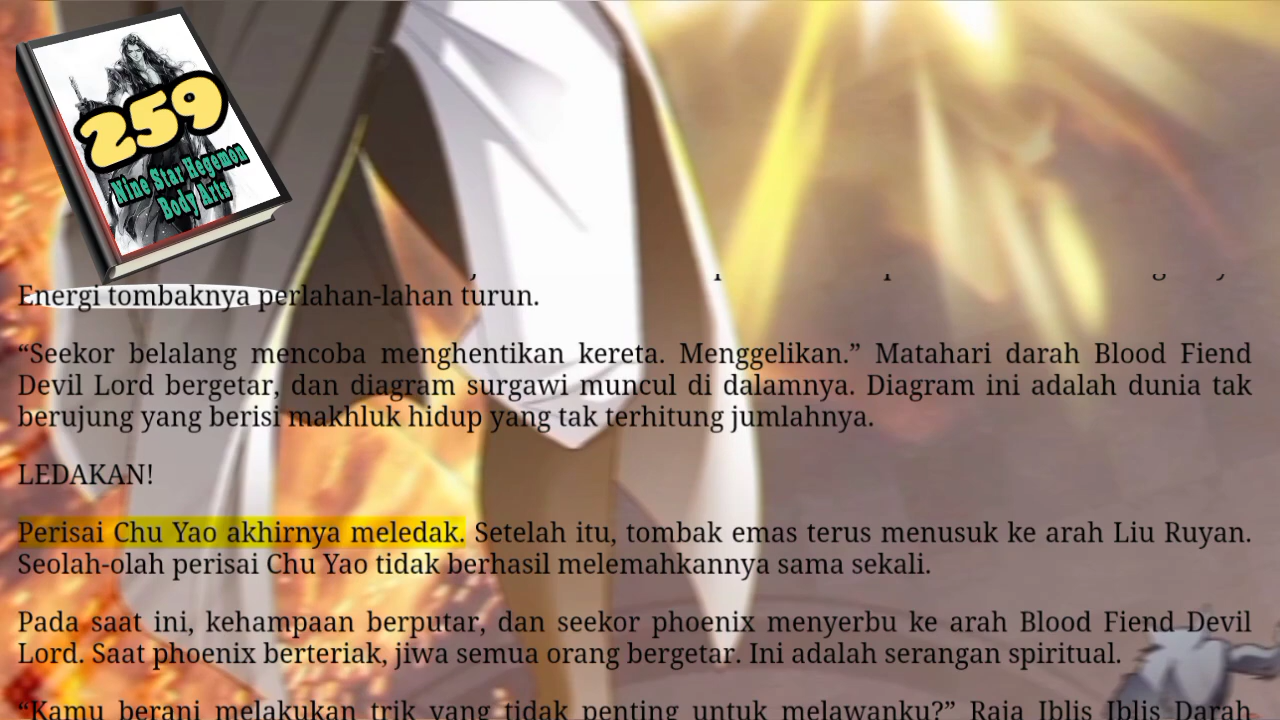 259
Nine Star Hegemon
Body Arts
Energi tombaknya perlahan-lahan turun.
“Seekor belalang mencoba menghentikan kereta. Menggelikan.” Matahari darah Blood Fiend
Devil Lord bergetar, dan diagram surgawi muncul di dalamnya. Diagram ini adalah dunia tak
berujung yang berisi makhluk hidup yang tak terhitung jumlahnya.
LEDAKAN!
Perisai Chu Yao akhirnya meledak. Setelah itu, tombak emas terus menusuk ke arah Liu Ruyan.
Seolah-olah perisai Chu Yao tidak berhasil melemahkannya sama sekali.
Pada saat ini, kehampaan berputar, dan seekor phoenix menyerbu ke arah Blood Fiend Devil
Lord. Saat phoenix berteriak, jiwa semua orang bergetar. Ini adalah serangan spiritual.
“Kamu berani melakukan trik yang tidak penting untuk melawanku?” Raja Iblis Iblis Darah